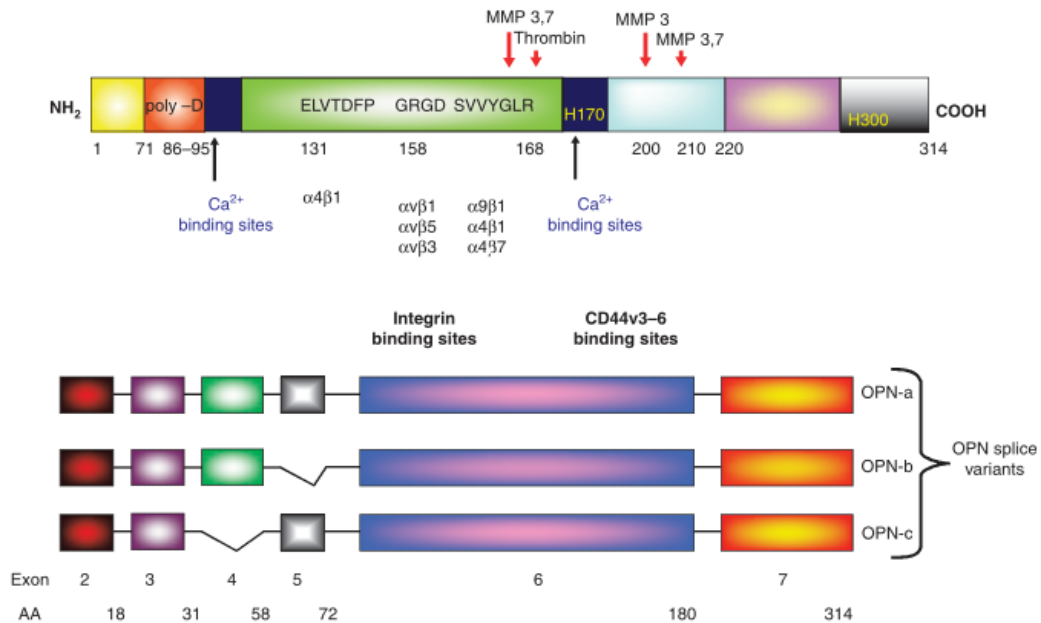 MMP 3,7
Thrombin
MMP 3
MMP 3,7
NH2
poly –D
ELVTDFP GRGD SVVYGLR
H170
H300
COOH
1 71 86–95 131 158 168 200 210 220 314
Ca2+
binding sites
α4β1
αvβ1
αvβ5
αvβ3
α9β1
α4β1
α4β7
Ca2+
binding sites
Integrin
binding sites
CD44v3–6
binding sites
OPN-a
OPN-b
OPN-c
OPN splice
variants
Exon 2 3 4 5 6 7
AA 18 31 58 72 180 314